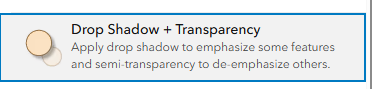 Drop Shadow + Transparency
Apply drop shadow to emphasize some features
and semi-transparency to de-emphasize others.